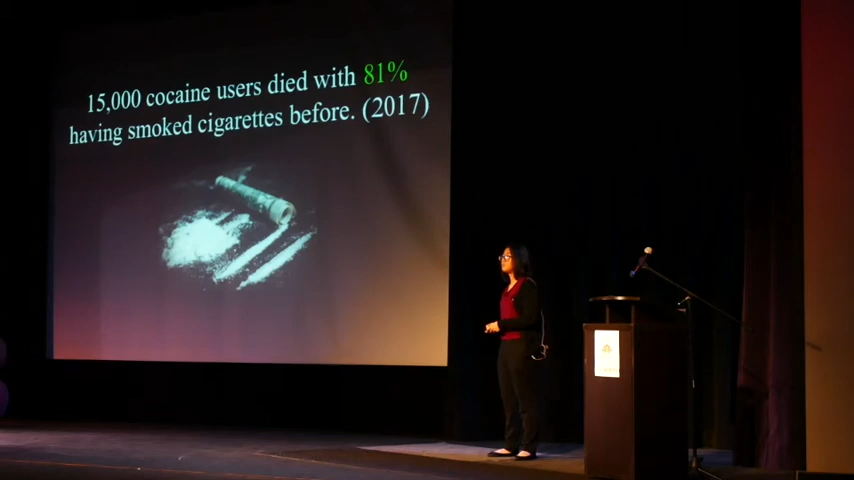 15,000 cocaine users died with 81%
having smoked cigarettes before. (2017)